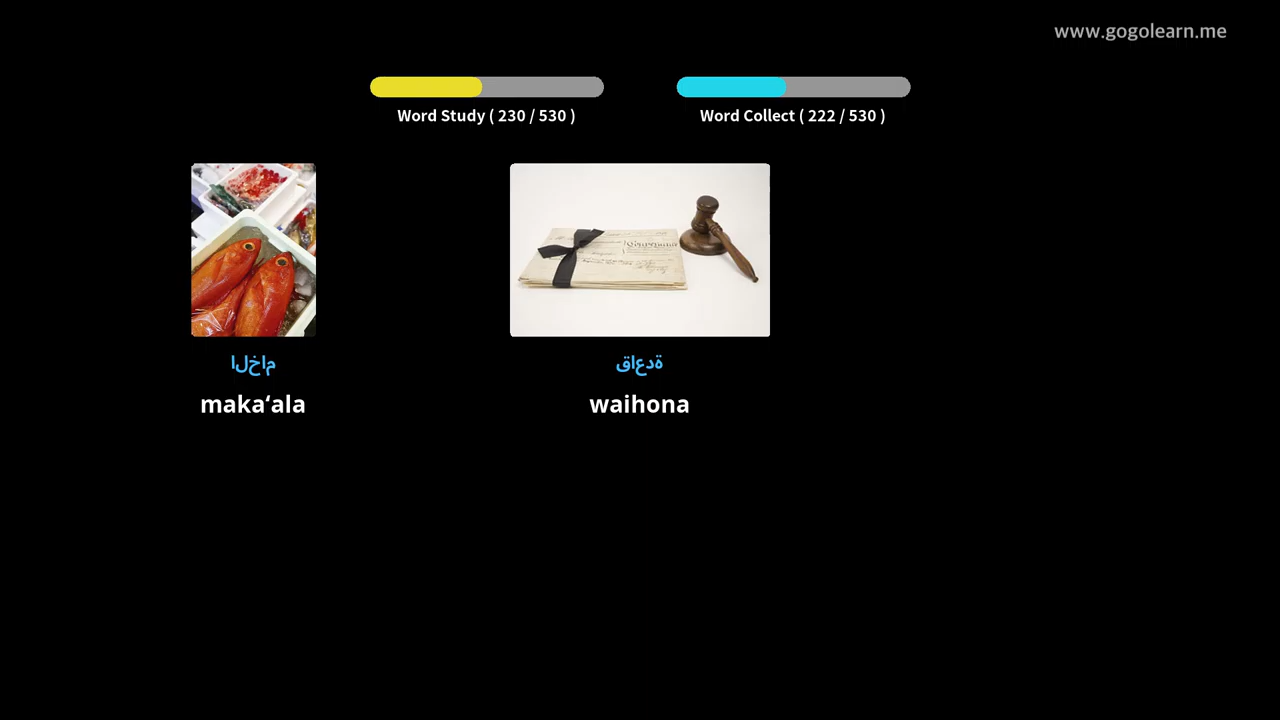 www.gogolearn.me
Word Study ( 230 / 530 )
Word Collect ( 222 / 530 )
الخام
قاعدة
makaʻala
waihona